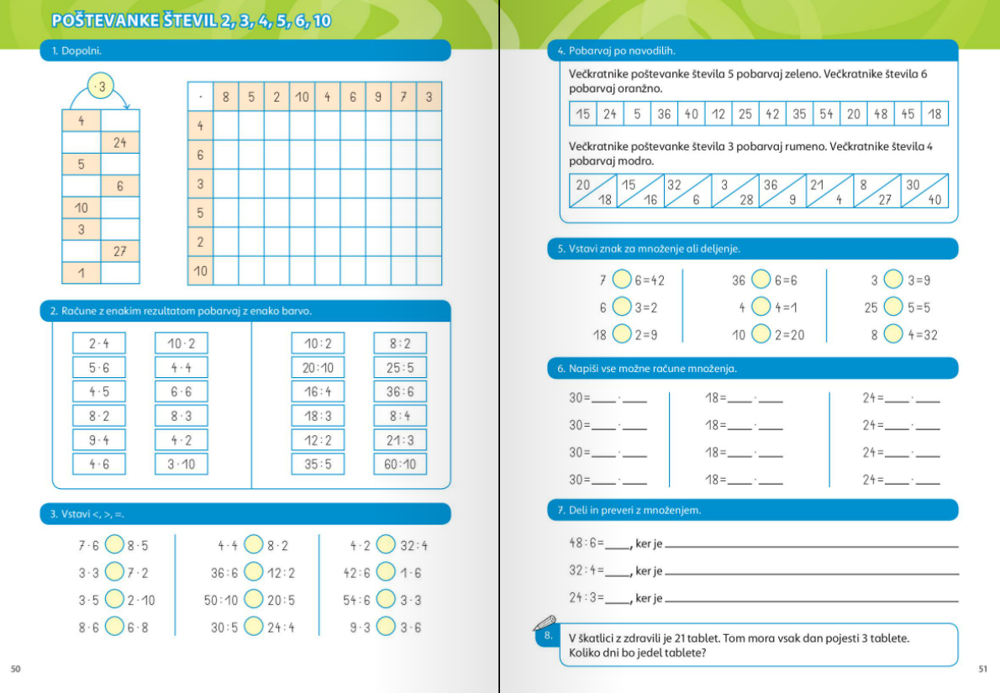 POŠTEVANKE ŠTEVIL 2, 3, 4, 5, 6, 10
1. Dopolni.
· 3
4
24
5
6
10
3
27
1
· 8 5 2 10 4 6 9 7 3
4
6
3
5
2
10
2. Račune z enakim rezultatom pobarvaj z enako barvo.
2 · 4 10 · 2 10 : 2 8 : 2
5 · 6 4 · 4 20 : 10 25 : 5
4 · 5 6 · 6 16 : 4 36 : 6
8 · 2 8 · 3 18 : 3 8 : 4
9 · 4 4 · 2 12 : 2 21 : 3
4 · 6 3 · 10 35 : 5 60 : 10
3. Vstavi <, >, =.
7 · 6 8 · 5 4 · 4 8 · 2 4 · 2 32 : 4
3 · 3 7 · 2 36 : 6 12 : 2 42 : 6 1 · 6
3 · 5 2 · 10 50 : 10 20 : 5 54 : 6 3 · 3
8 · 6 6 · 8 30 : 5 24 : 4 9 · 3 3 · 6
50
4. Pobarvaj po navodilih.
Večkratnike poštevanke števila 5 pobarvaj zeleno. Večkratnike števila 6
pobarvaj oranžno.
15 24 5 36 40 12 25 42 35 54 20 48 45 18
Večkratnike poštevanke števila 3 pobarvaj rumeno. Večkratnike števila 4
pobarvaj modro.
20 15 32 3 36 21 8 30
18 16 6 28 9 4 27 40
5. Vstavi znak za množenje ali deljenje.
7 6 = 42 36 6 = 6 3 3 = 9
6 3 = 2 4 4 = 1 25 5 = 5
18 2 = 9 10 2 = 20 8 4 = 32
6. Napiši vse možne račune množenja.
30 = ____ · ____ 18 = ____ · ____ 24 = ____ · ____
30 = ____ · ____ 18 = ____ · ____ 24 = ____ · ____
30 = ____ · ____ 18 = ____ · ____ 24 = ____ · ____
30 = ____ · ____ 18 = ____ · ____ 24 = ____ · ____
7. Deli in preveri z množenjem.
48 : 6 = ____, ker je ____
32 : 4 = ____, ker je ____
24 : 3 = ____, ker je ____
8. V škatlici z zdravili je 21 tablet. Tom mora vsak dan pojesti 3 tablete.
Koliko dni bo jedel tablete?
51